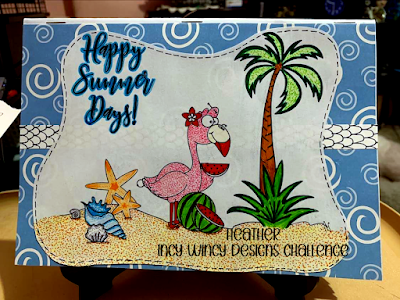 Happy
Summer
Days!
HEATHER
INCY WINCY DESIGNS CHALLENGE